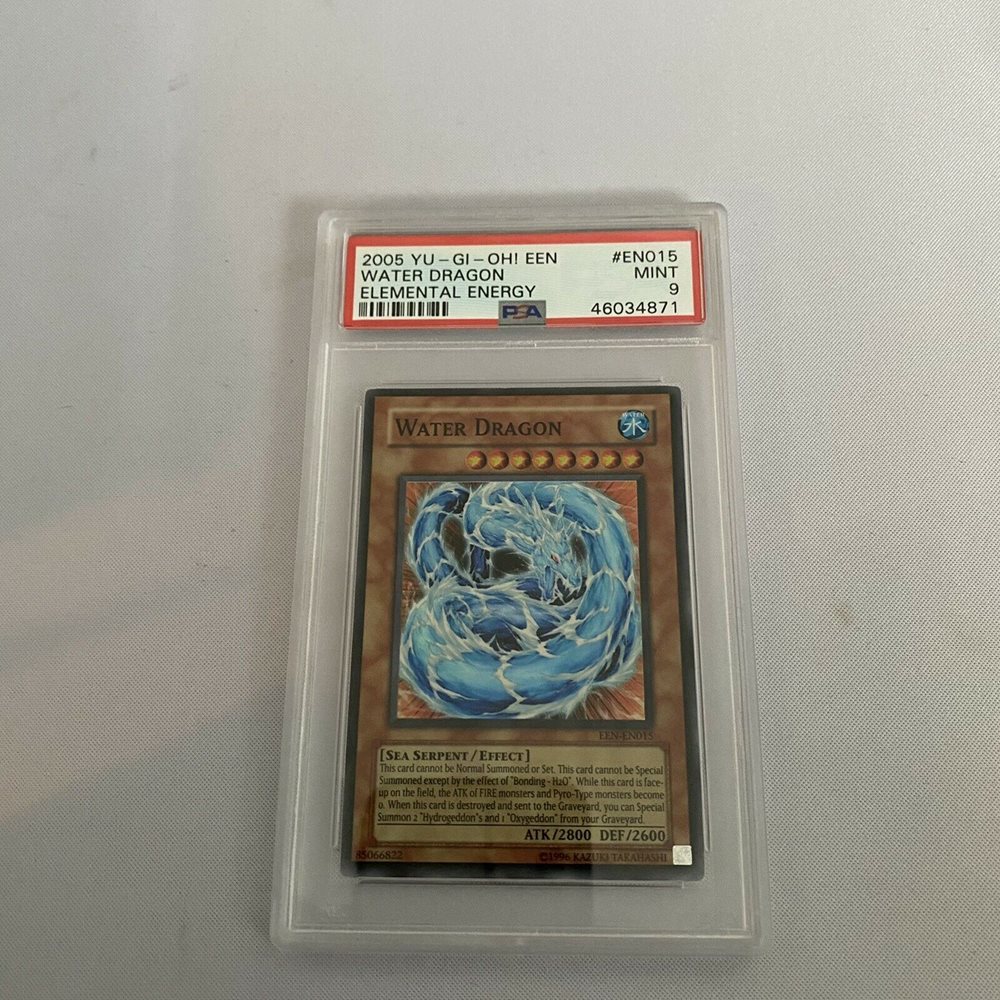 2005 YU-GI-OH! EEN #EN015
WATER DRAGON MINT
ELEMENTAL ENERGY 9
PSA 46034871
WATER DRAGON
WATER
水
EEN-EN015
[SEA SERPENT/EFFECT]
This card cannot be Normal Summoned or Set. This card cannot be Special
Summoned except by the effect of "Bonding - H2O". While this card is face-
up on the field, the ATK of FIRE monsters and Pyro-Type monsters become
0. When this card is destroyed and sent to the Graveyard, you can Special
Summon 2 "Hydrogeddon"s and 1 "Oxygeddon" from your Graveyard.
ATK/2800 DEF/2600
85066822 ©1996 KAZUKI TAKAHASHI